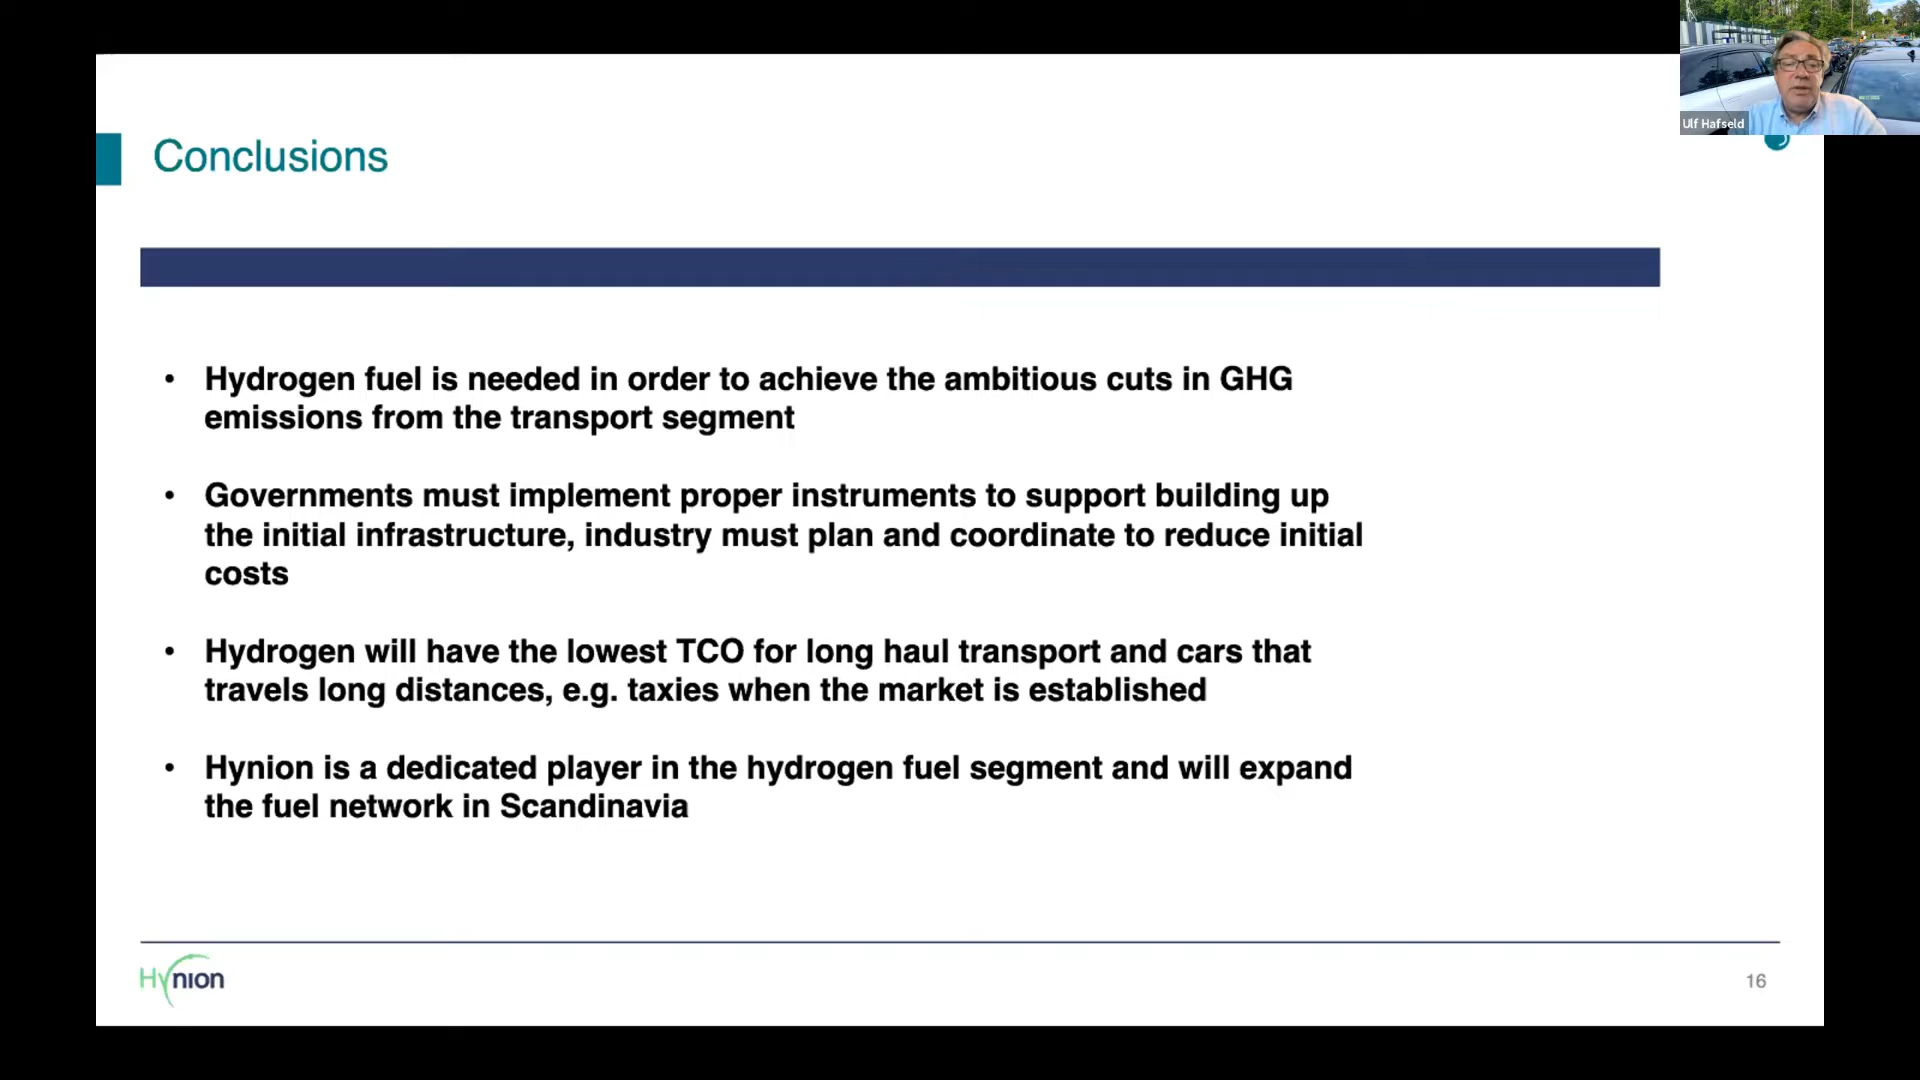 Ulf Hafseld
Conclusions
• Hydrogen fuel is needed in order to achieve the ambitious cuts in GHG
emissions from the transport segment
• Governments must implement proper instruments to support building up
the initial infrastructure, industry must plan and coordinate to reduce initial
costs
• Hydrogen will have the lowest TCO for long haul transport and cars that
travels long distances, e.g. taxies when the market is established
• Hynion is a dedicated player in the hydrogen fuel segment and will expand
the fuel network in Scandinavia
Hynion
16